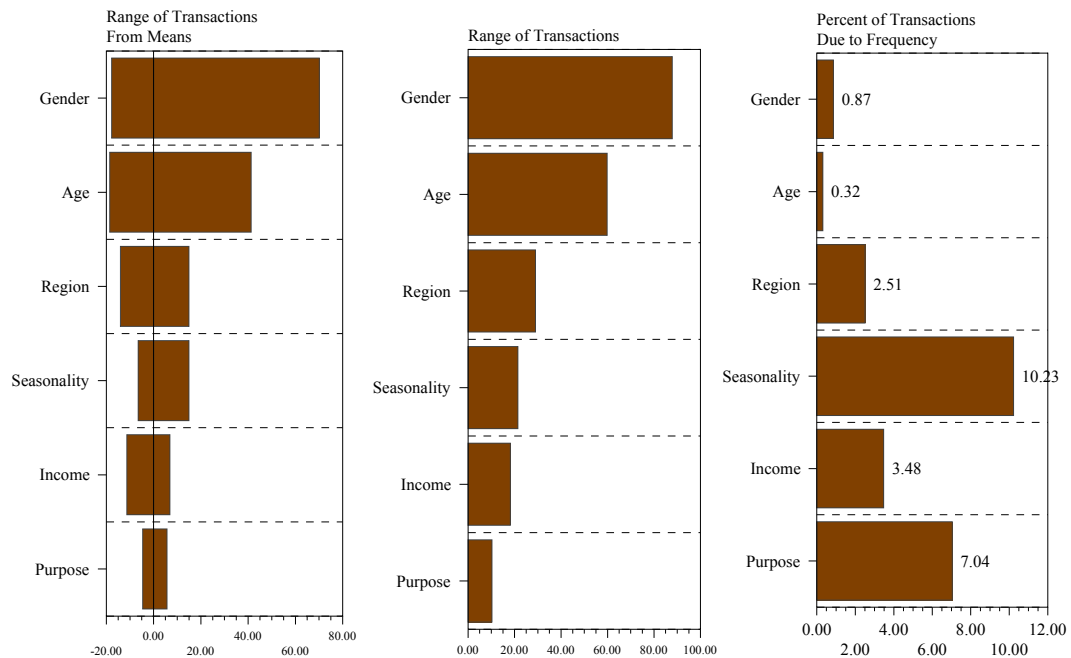 Range of Transactions
From Means
Gender
Age
Region
Seasonality
Income
Purpose
0.00 40.00 80.00
-20.00 20.00 60.00
Range of Transactions
Gender
Age
Region
Seasonality
Income
Purpose
0.00 20.00 40.00 60.00 80.00 100.00
Percent of Transactions
Due to Frequency
Gender 0.87
Age 0.32
Region 2.51
Seasonality 10.23
Income 3.48
Purpose 7.04
0.00 4.00 8.00 12.00
2.00 6.00 10.00